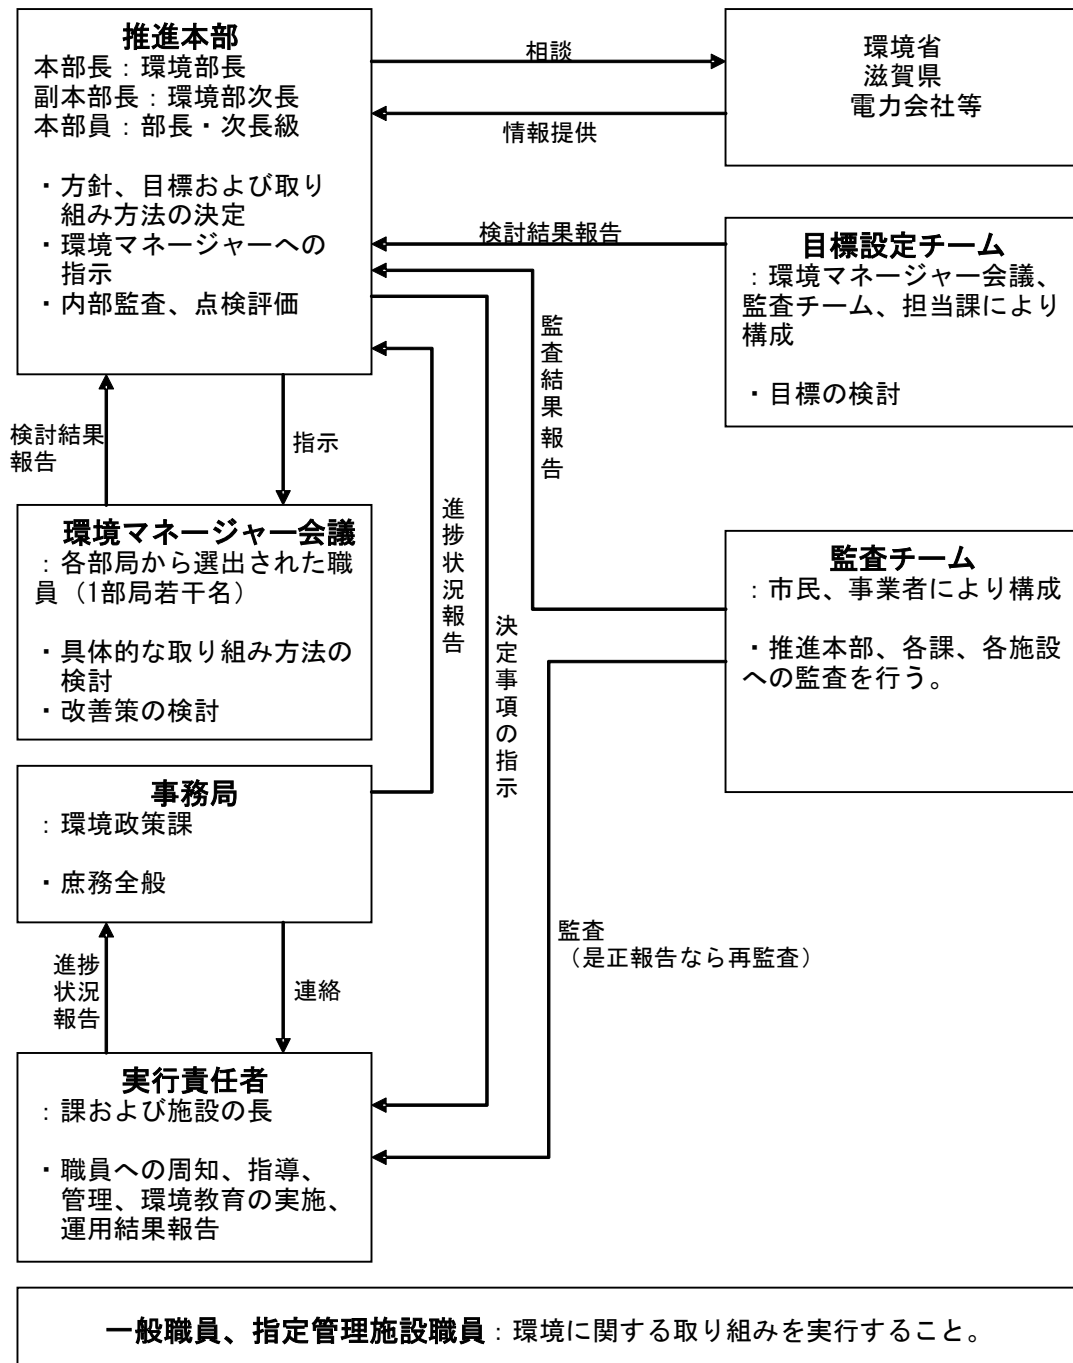 推進本部
本部長：環境部長
副本部長：環境部次長
本部員：部長・次長級
・方針、目標および取り
組み方法の決定
・環境マネージャーへの
指示
・内部監査、点検評価
相談
情報提供
環境省
滋賀県
電力会社等
検討結果報告
目標設定チーム
：環境マネージャー会議、
監査チーム、担当課により
構成
・目標の検討
監査結果報告
検討結果
報告
指示
環境マネージャー会議
：各部局から選出された職
員（1部局若干名）
・具体的な取り組み方法の
検討
・改善策の検討
進捗状況報告
決定事項の指示
監査チーム
：市民、事業者により構成
・推進本部、各課、各施設
への監査を行う。
事務局
：環境政策課
・庶務全般
進捗
状況
報告
連絡
監査
（是正報告なら再監査）
実行責任者
：課および施設の長
・職員への周知、指導、
管理、環境教育の実施、
運用結果報告
一般職員、指定管理施設職員：環境に関する取り組みを実行すること。